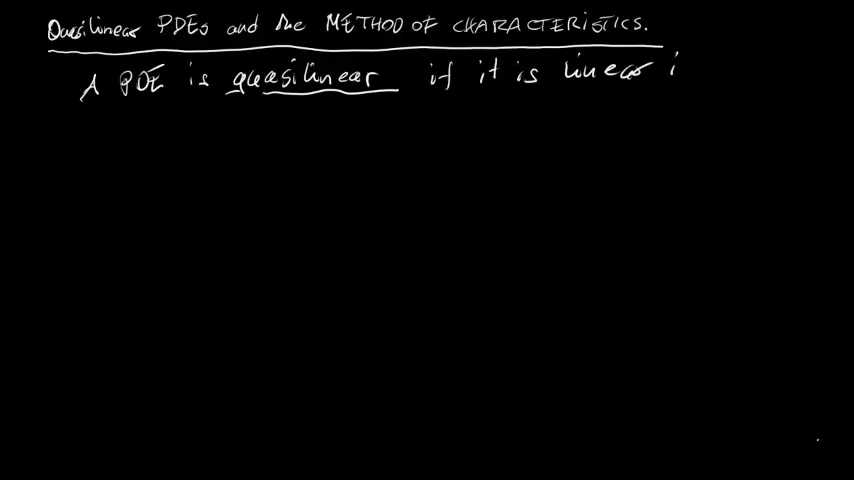 Quasilinear PDEs and the METHOD OF CHARACTERISTICS.
A PDE is quasilinear if it is linear i